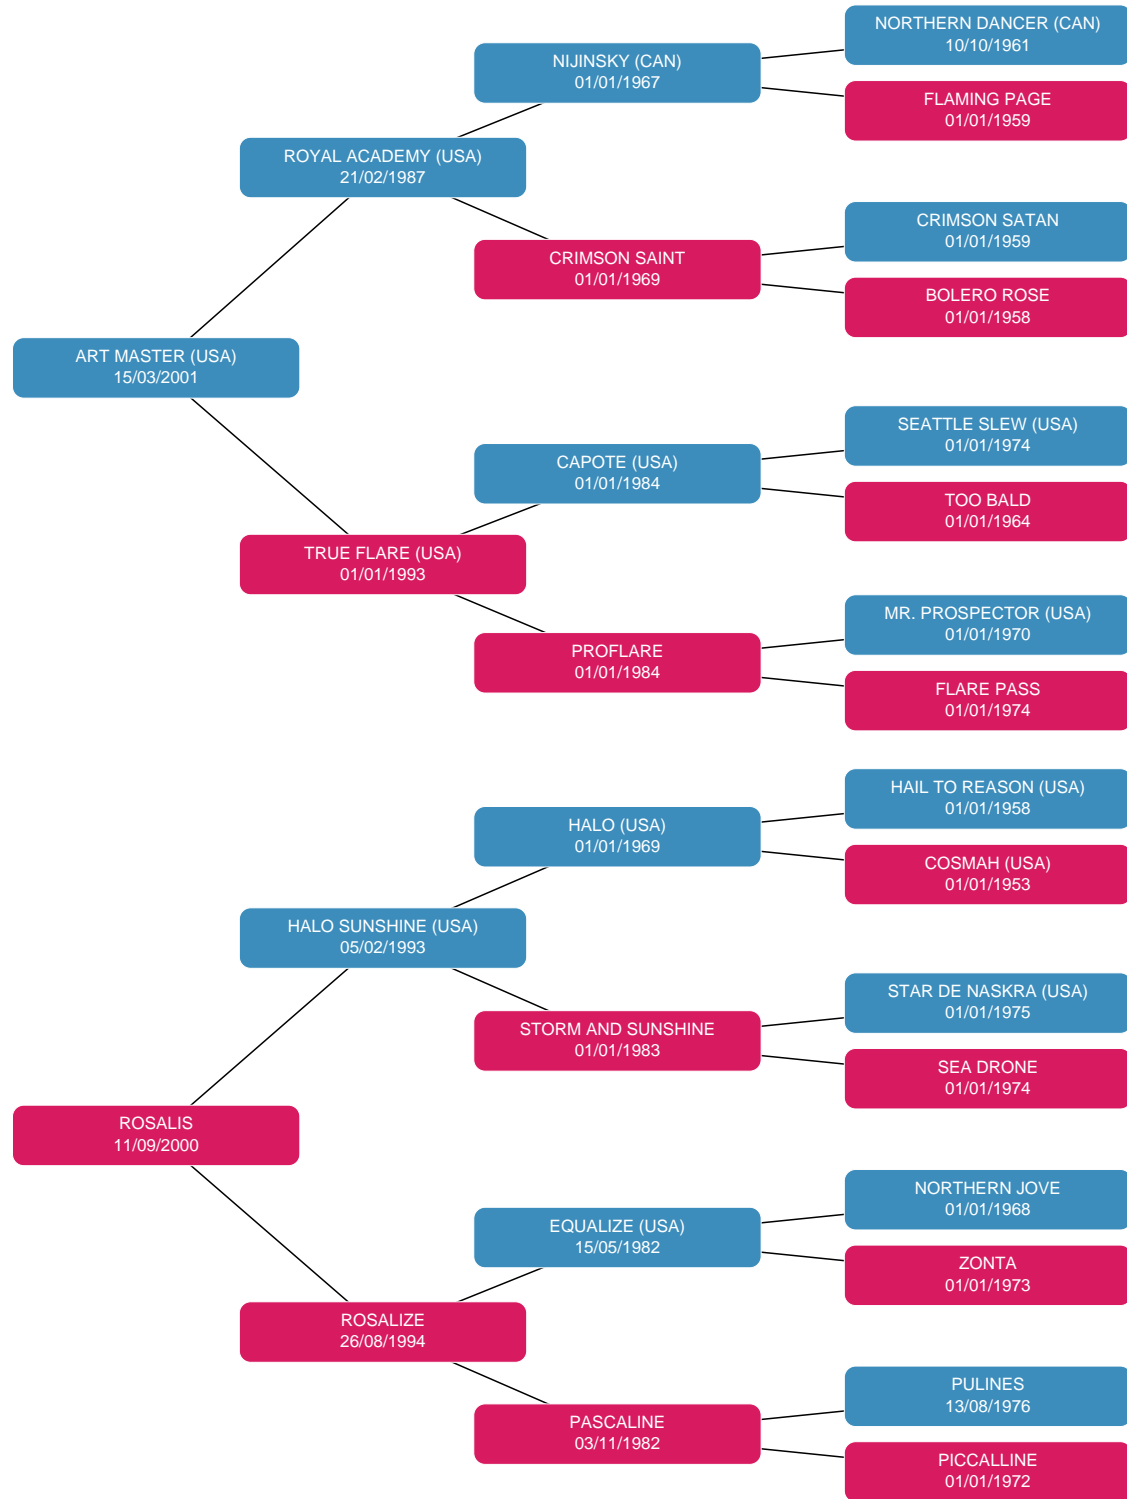 NORTHERN DANCER (CAN)
10/10/1961
NIJINSKY (CAN)
01/01/1967
FLAMING PAGE
01/01/1959
ROYAL ACADEMY (USA)
21/02/1987
CRIMSON SATAN
01/01/1959
CRIMSON SAINT
01/01/1969
BOLERO ROSE
01/01/1958
ART MASTER (USA)
15/03/2001
SEATTLE SLEW (USA)
01/01/1974
CAPOTE (USA)
01/01/1984
TOO BALD
01/01/1964
TRUE FLARE (USA)
01/01/1993
MR. PROSPECTOR (USA)
01/01/1970
PROFLARE
01/01/1984
FLARE PASS
01/01/1974
HAIL TO REASON (USA)
01/01/1958
HALO (USA)
01/01/1969
COSMAH (USA)
01/01/1953
HALO SUNSHINE (USA)
05/02/1993
STAR DE NASKRA (USA)
01/01/1975
STORM AND SUNSHINE
01/01/1983
SEA DRONE
01/01/1974
ROSALIS
11/09/2000
NORTHERN JOVE
01/01/1968
EQUALIZE (USA)
15/05/1982
ZONTA
01/01/1973
ROSALIZE
26/08/1994
PULINES
13/08/1976
PASCALINE
03/11/1982
PICCALLINE
01/01/1972